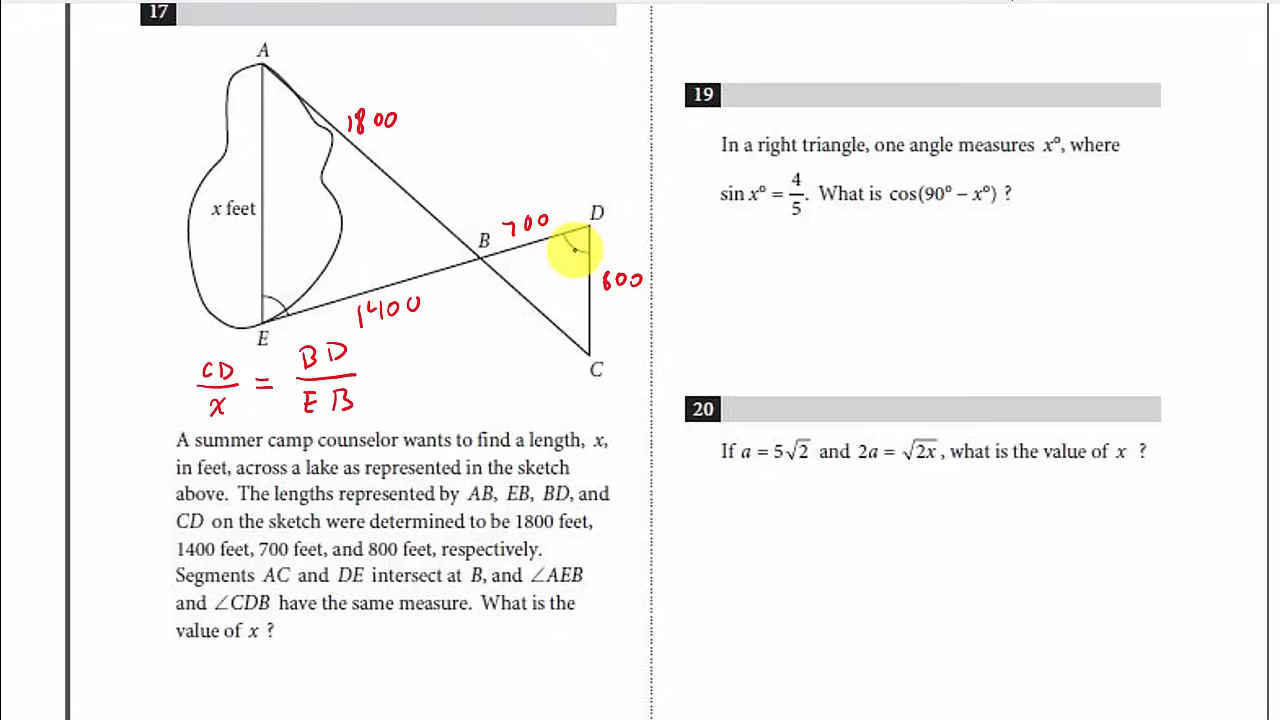 17
A
1800
x feet
D
700
B
800
1400
E
C
CD/x = BD/EB
A summer camp counselor wants to find a length, x,
in feet, across a lake as represented in the sketch
above. The lengths represented by AB, EB, BD, and
CD on the sketch were determined to be 1800 feet,
1400 feet, 700 feet, and 800 feet, respectively.
Segments AC and DE intersect at B, and ∠AEB
and ∠CDB have the same measure. What is the
value of x ?
19
In a right triangle, one angle measures x°, where
sin x° = 4/5. What is cos(90° − x°) ?
20
If a = 5√2 and 2a = √2x, what is the value of x ?